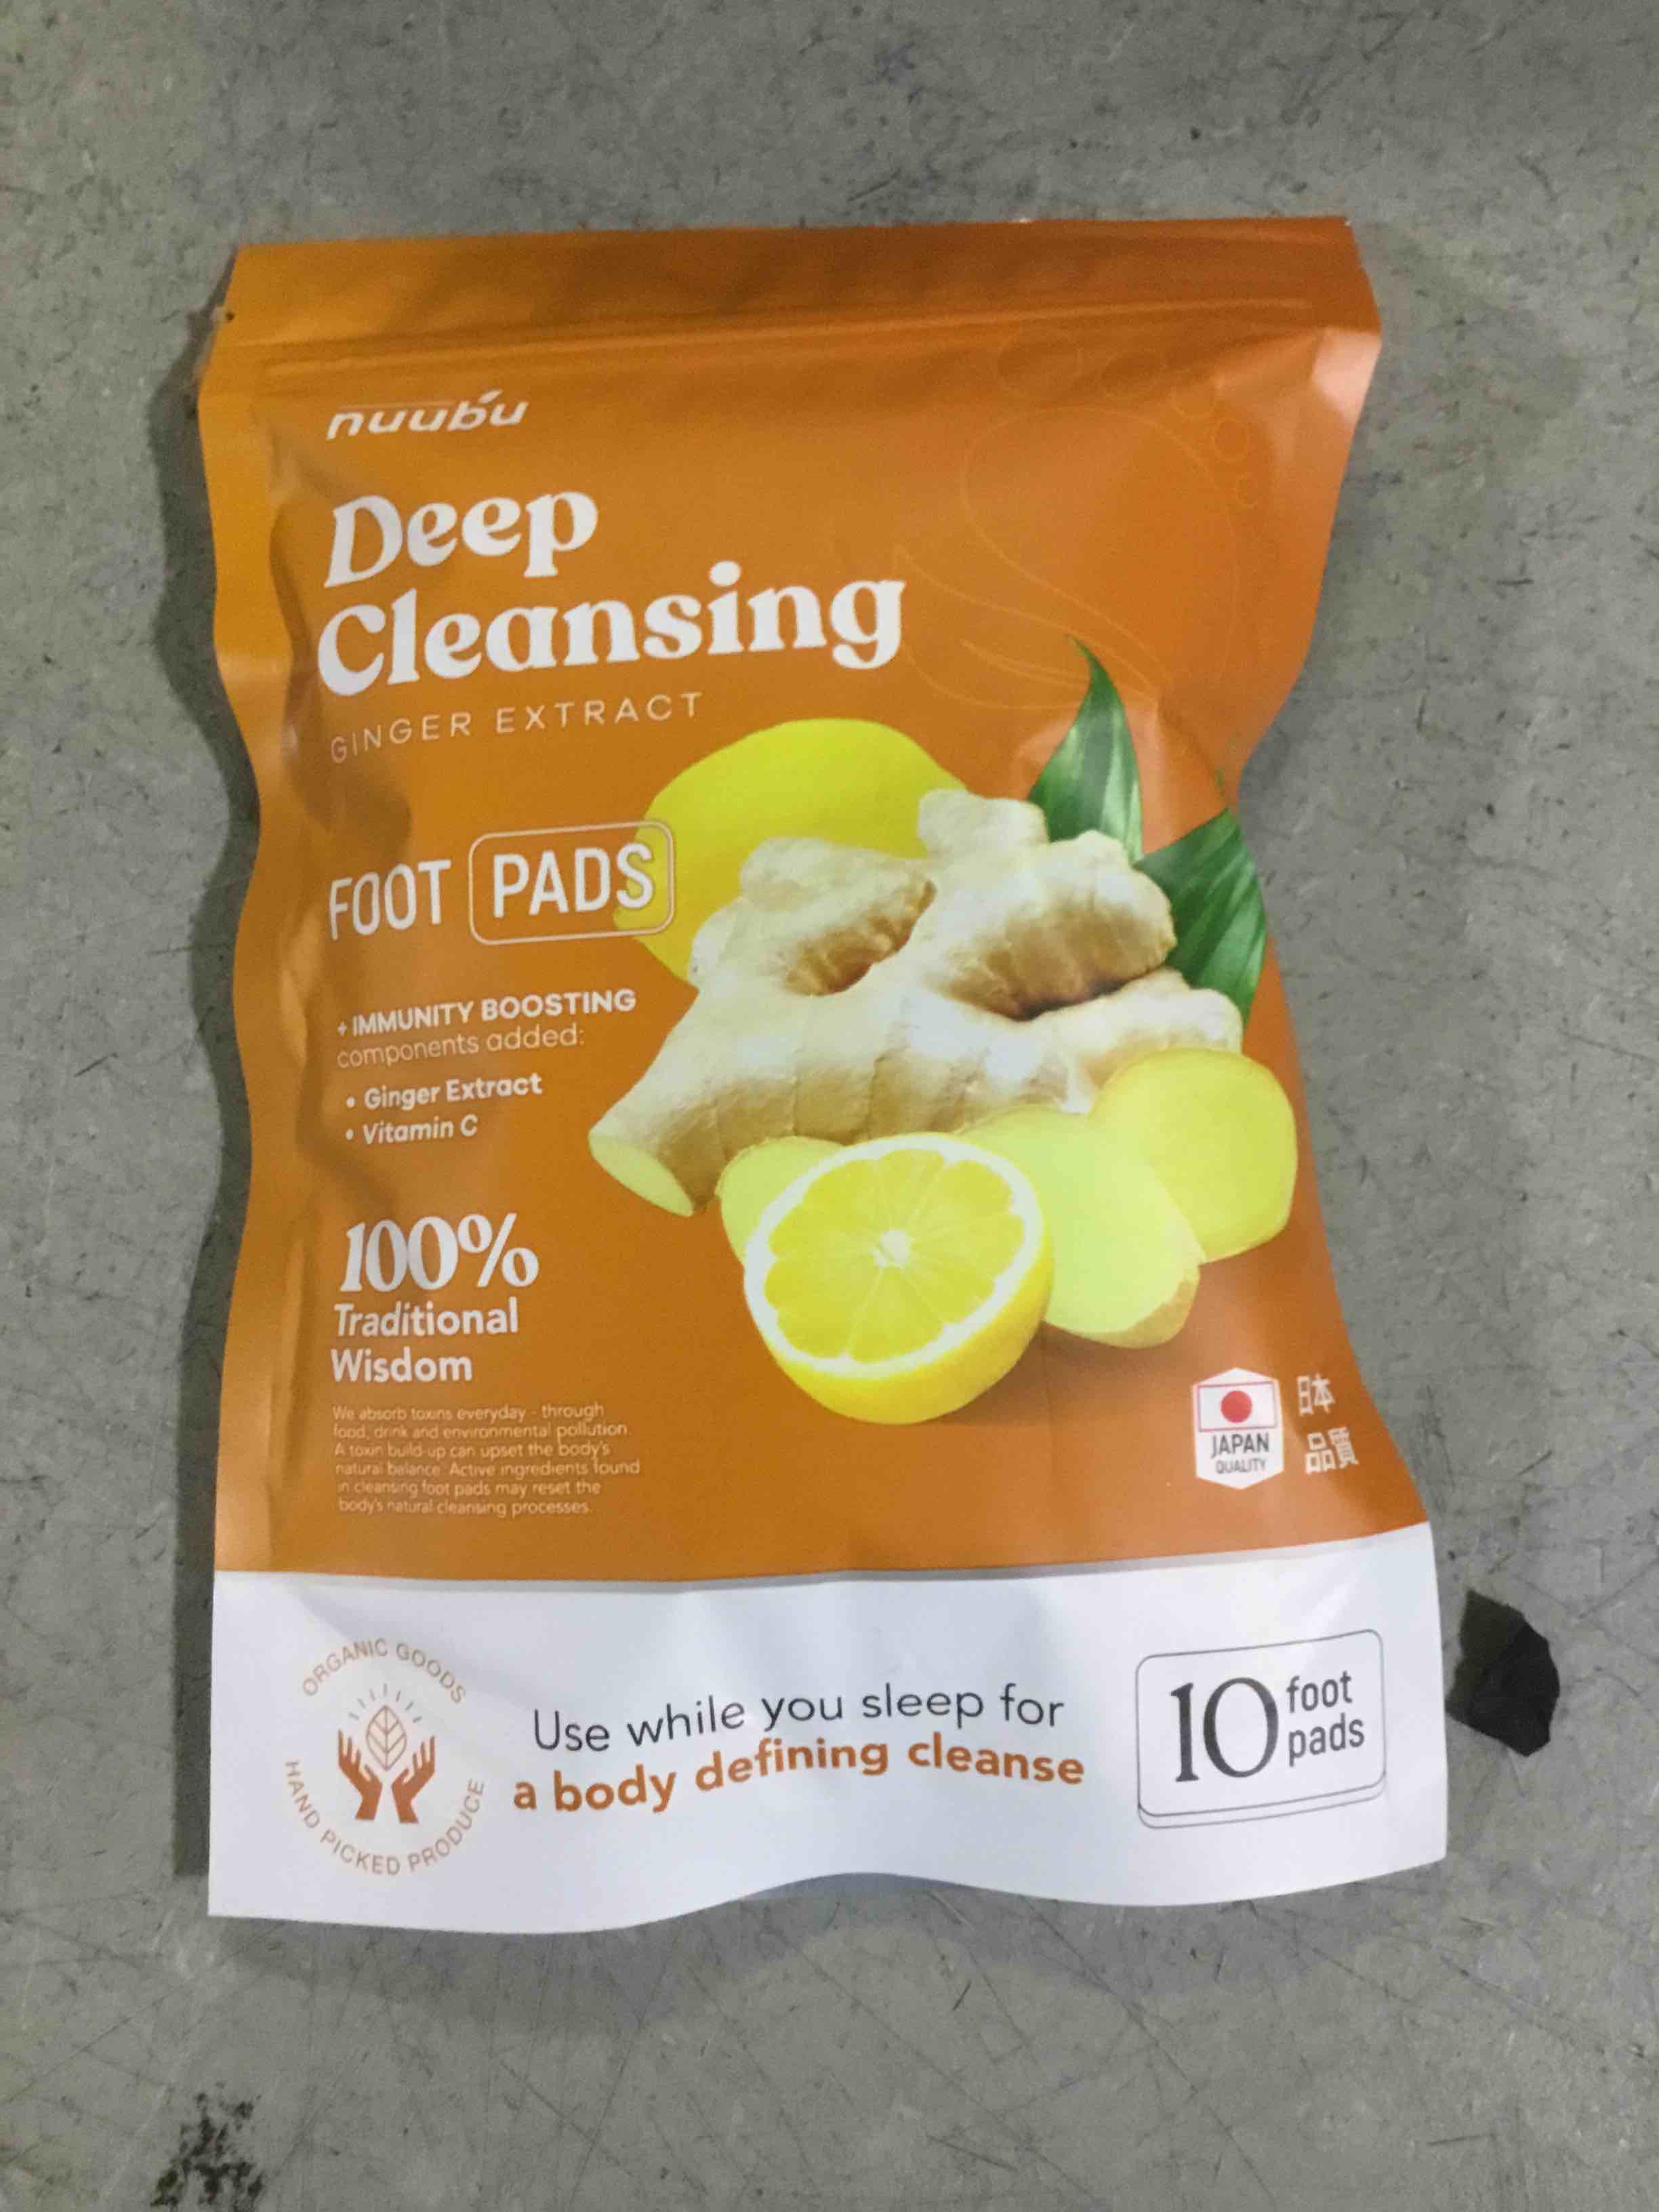 nuubu
Deep
Cleansing
GINGER EXTRACT
FOOT PADS
+ IMMUNITY BOOSTING
components added:
• Ginger Extract
• Vitamin C
100%
Traditional
Wisdom
We absorb toxins everyday - through
food, drink and environmental pollution.
A toxin build-up can upset the body's
natural balance. Active ingredients found
in cleansing foot pads may reset the
body's natural cleansing processes.
JAPAN
QUALITY
日本
品質
ORGANIC GOODS
HAND PICKED PRODUCE
Use while you sleep for
a body defining cleanse
10 foot
pads